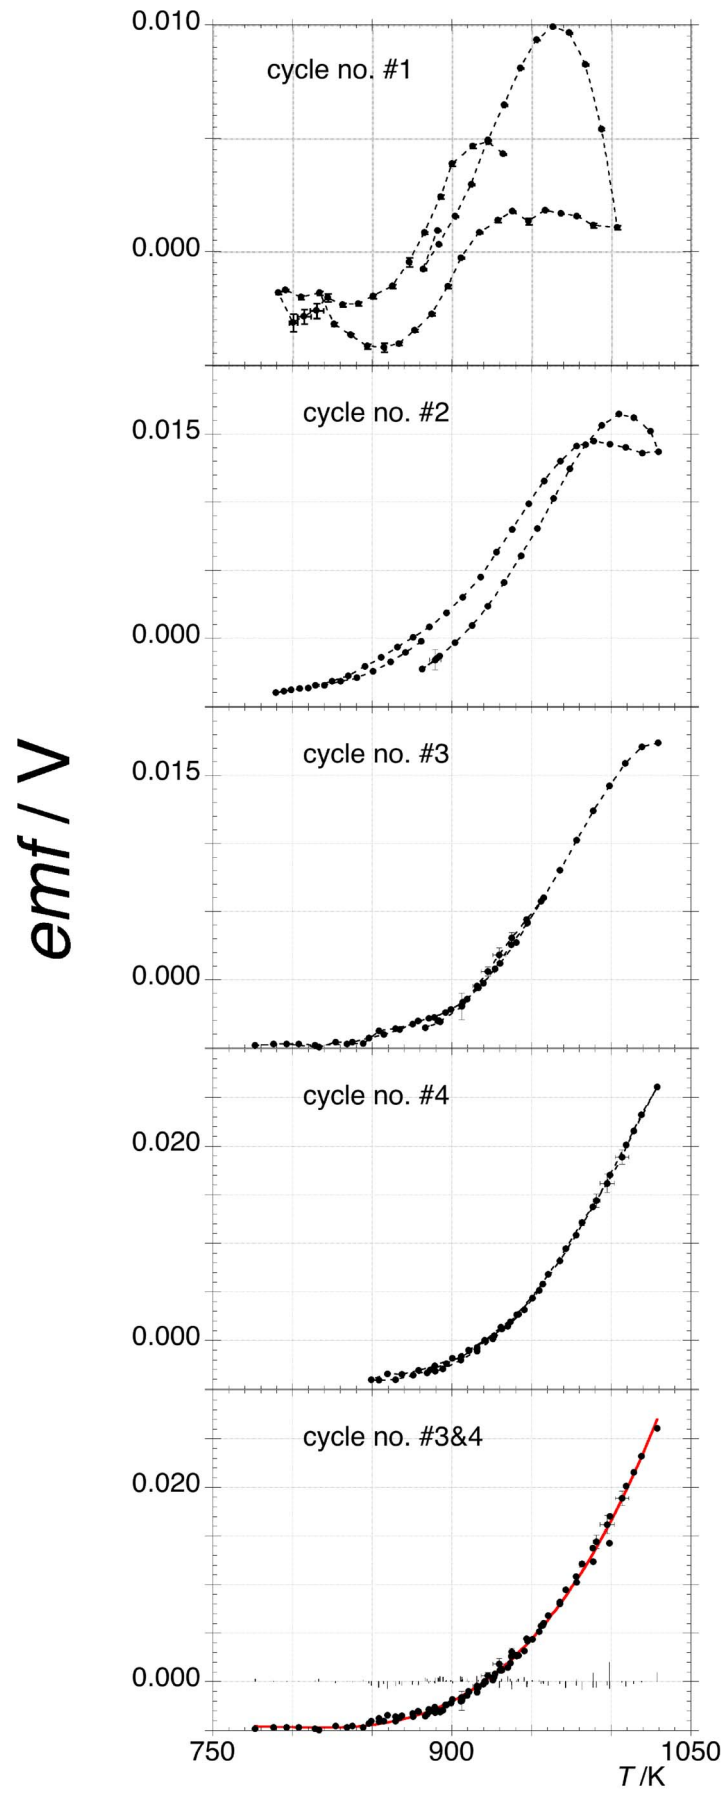 0.010
cycle no. #1
0.000
cycle no. #2
0.015
0.000
cycle no. #3
0.015
0.000
emf / V
cycle no. #4
0.020
0.000
cycle no. #3&4
0.020
0.000
750 900 1050
T /K